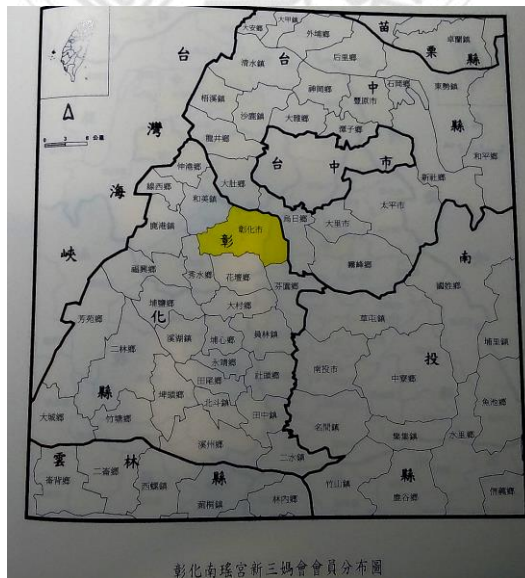 苗
栗
縣
大安鄉
大甲鎮
外埔鄉
卓蘭鎮
台
清水鎮
台
后里鄉
中
神岡鄉
豐原市
石岡鄉
東勢鎮
梧棲鎮
沙鹿鎮
大雅鄉
潭子鄉
縣
灣
龍井鄉
台
中
市
和平鄉
伸港鄉
新社鄉
海
線西鄉
和美鎮
大肚鄉
太平市
鹿港鎮
彰
彰化市
烏日鄉
大里市
峽
南
福興鄉
秀水鄉
花壇鄉
芬園鄉
霧峰鄉
國姓鄉
芳苑鄉
埔鹽鄉
大村鄉
草屯鎮
化
二林鎮
溪湖鎮
埔心鄉
員林鎮
埔里鎮
永靖鄉
南投市
投
縣
埤頭鄉
田尾鄉
社頭鄉
中寮鄉
北斗鎮
魚池鄉
大城鄉
竹塘鄉
田中鎮
名間鄉
溪州鄉
集集鎮
水里鄉
二水鄉
雲
林
縣
縣
崙背鄉
二崙鄉
西螺鎮
莿桐鄉
林內鄉
竹山鎮
鹿谷鄉
信義鄉
彰化南瑤宮新三媽會會員分布圖